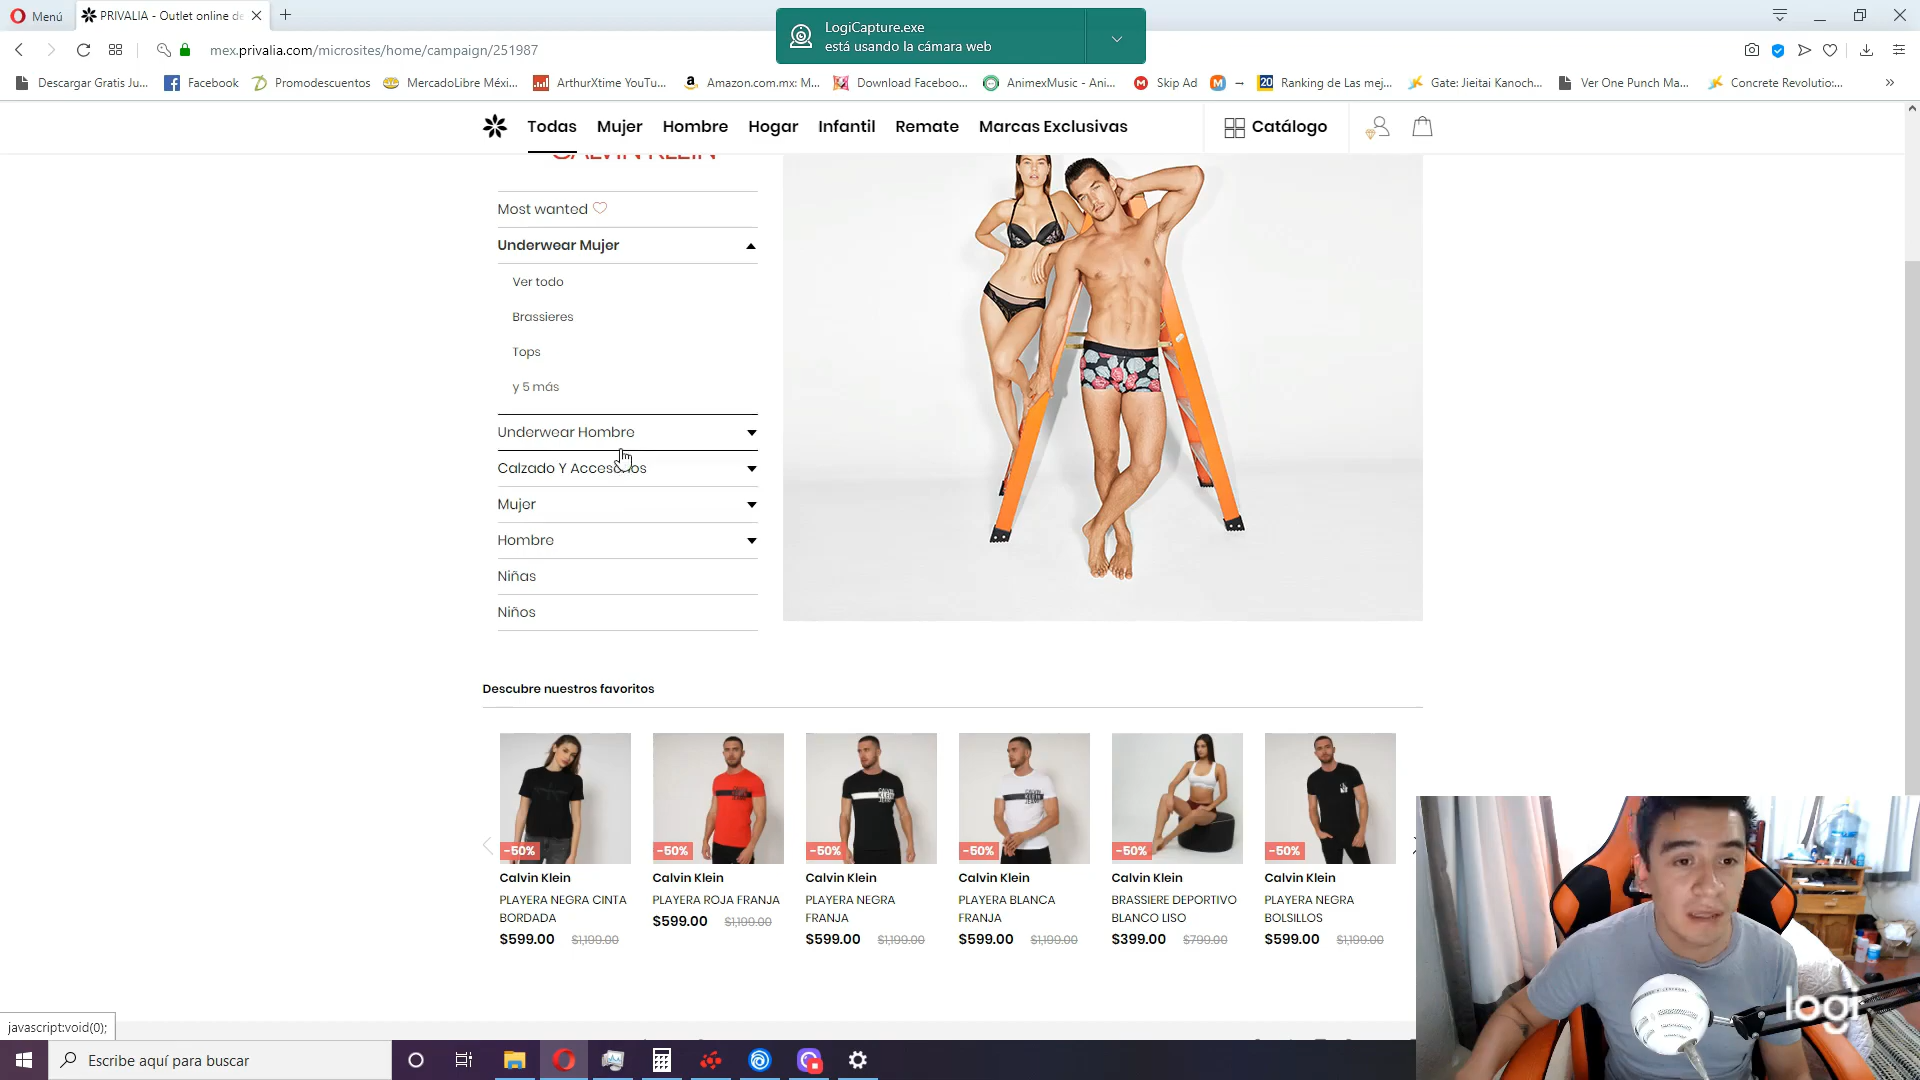 Menú
PRIVALIA - Outlet online de
LogiCapture.exe
está usando la cámara web
mex.privalia.com/microsites/home/campaign/251987
Descargar Gratis Ju...
Facebook
Promodescuentos
MercadoLibre Méxi...
ArthurXtime YouTu...
Amazon.com.mx: M...
Download Faceboo...
AnimexMusic - Ani...
Skip Ad
→
20
Ranking de Las mej...
Gate: Jieitai Kanoch...
Ver One Punch Ma...
Concrete Revolutio:...
»
Todas
Mujer
Hombre
Hogar
Infantil
Remate
Marcas Exclusivas
Catálogo
CALVIN KLEIN
Most wanted
Underwear Mujer
Ver todo
Brassieres
Tops
y 5 más
Underwear Hombre
Calzado Y Accesorios
Mujer
Hombre
Niñas
Niños
Descubre nuestros favoritos
-50%
-50%
-50%
-50%
-50%
-50%
Calvin Klein
PLAYERA NEGRA CINTA
BORDADA
$599.00 $1,199.00
Calvin Klein
PLAYERA ROJA FRANJA
$599.00 $1,199.00
Calvin Klein
PLAYERA NEGRA
FRANJA
$599.00 $1,199.00
Calvin Klein
PLAYERA BLANCA
FRANJA
$599.00 $1,199.00
Calvin Klein
BRASSIERE DEPORTIVO
BLANCO LISO
$399.00 $799.00
Calvin Klein
PLAYERA NEGRA
BOLSILLOS
$599.00 $1,199.00
logi
javascript:void(0);
Escribe aquí para buscar